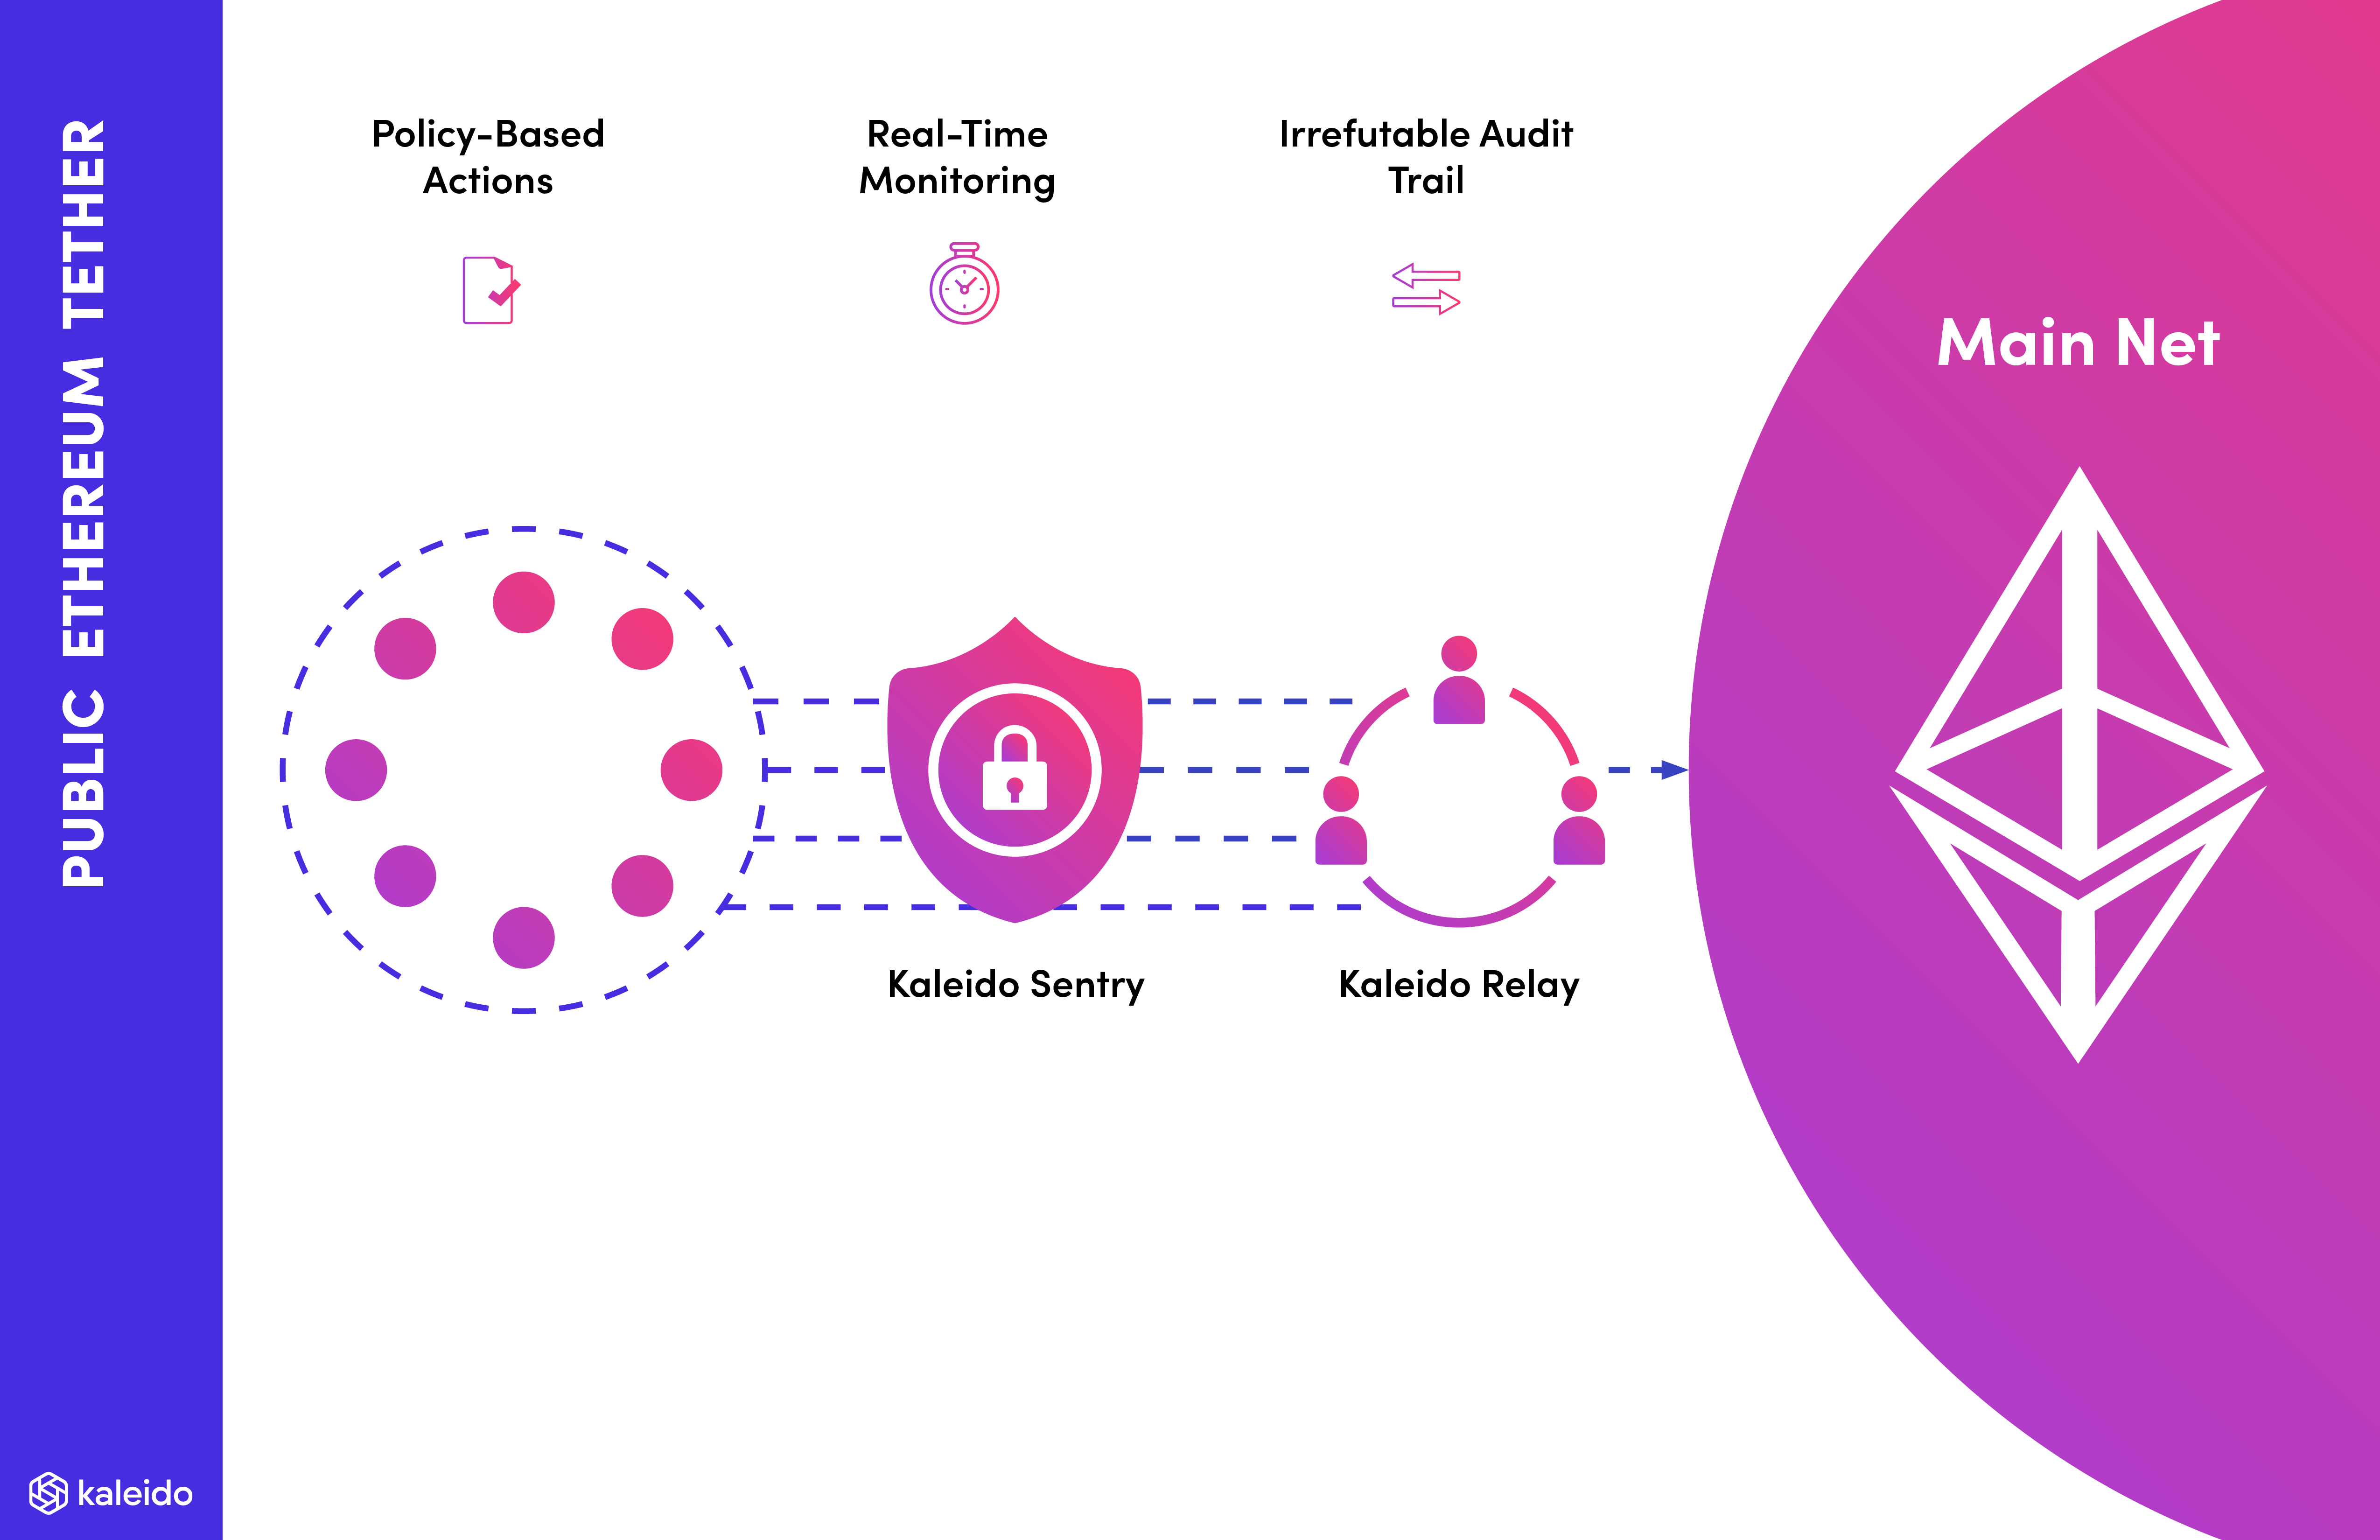 PUBLIC ETHEREUM TETHER
Policy-Based
Actions
Real-Time
Monitoring
Irrefutable Audit
Trail
Main Net
Kaleido Sentry
Kaleido Relay
kaleido